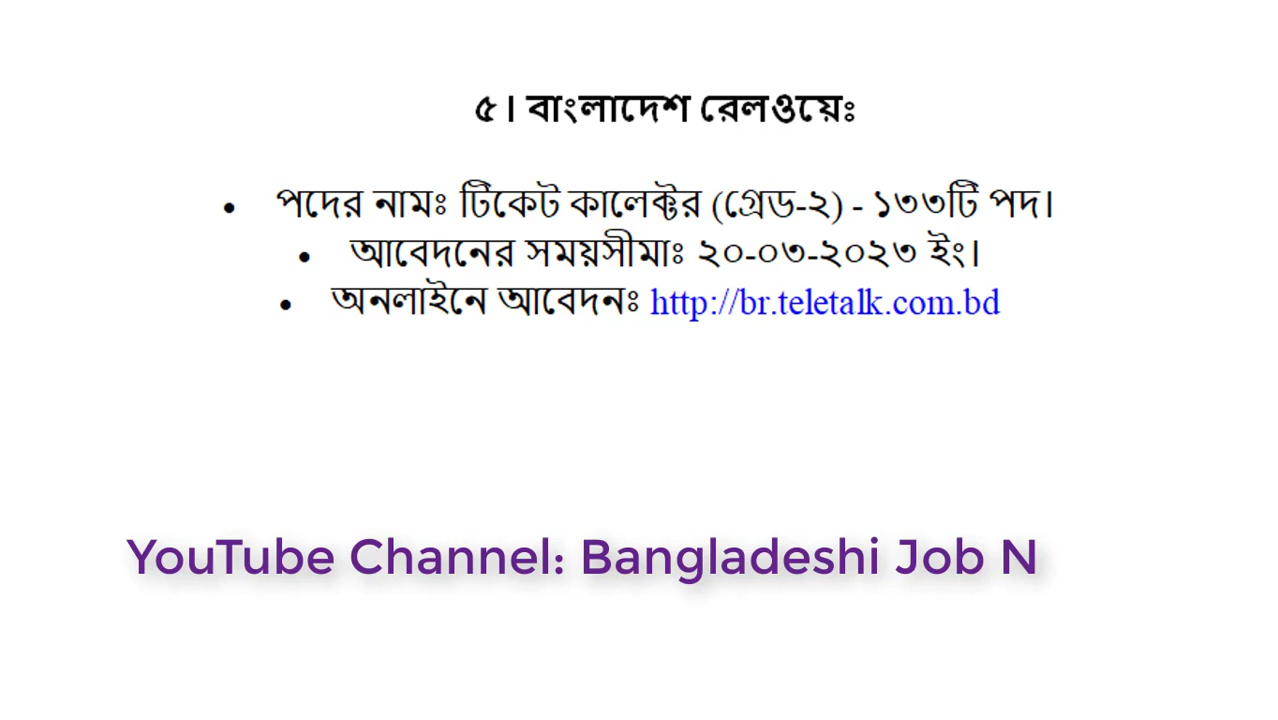 ৫। বাংলাদেশ রেলওয়েঃ
• পদের নামঃ টিকেট কালেক্টর (গ্রেড-২) - ১৩৩টি পদ।
• আবেদনের সময়সীমাঃ ২০-০৩-২০২৩ ইং।
• অনলাইনে আবেদনঃ http://br.teletalk.com.bd
YouTube Channel: Bangladeshi Job N